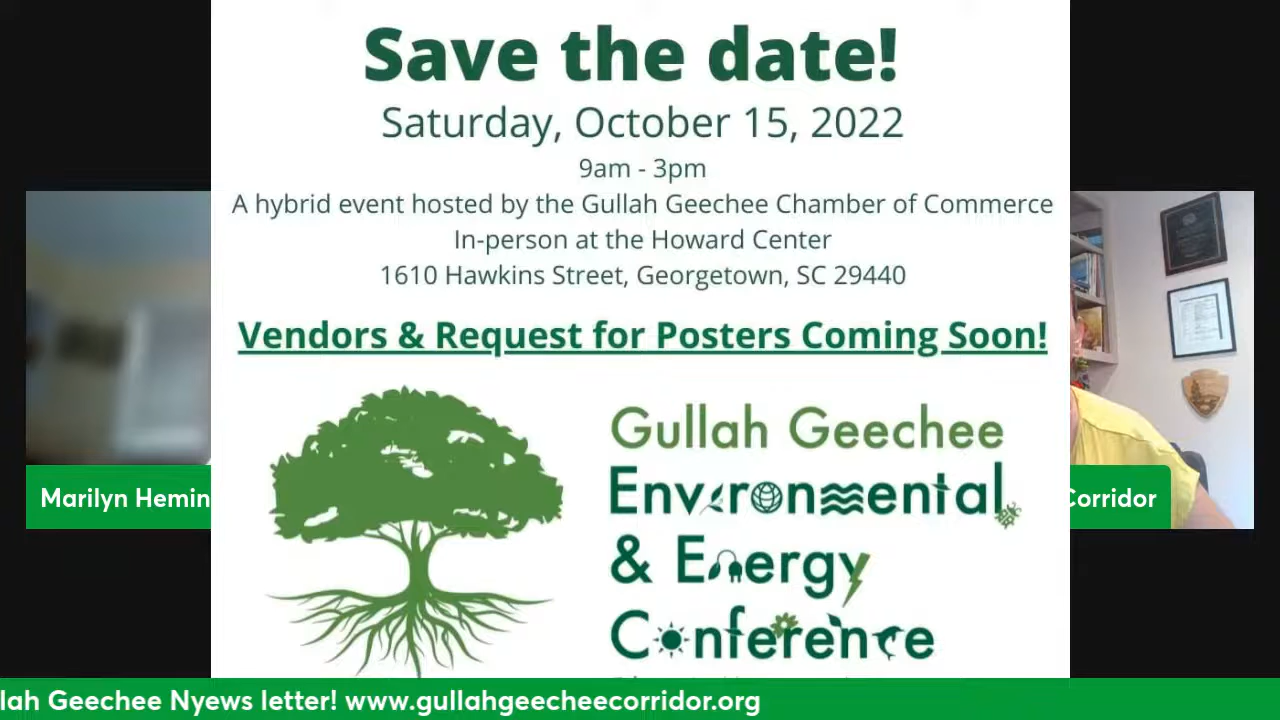 Save the date!
Saturday, October 15, 2022
9am - 3pm
A hybrid event hosted by the Gullah Geechee Chamber of Commerce
In-person at the Howard Center
1610 Hawkins Street, Georgetown, SC 29440
Vendors & Request for Posters Coming Soon!
Gullah Geechee
Environmental
& Energy
Conference
Marilyn Hemin
Corridor
lah Geechee Nyews letter! www.gullahgeecheecorridor.org